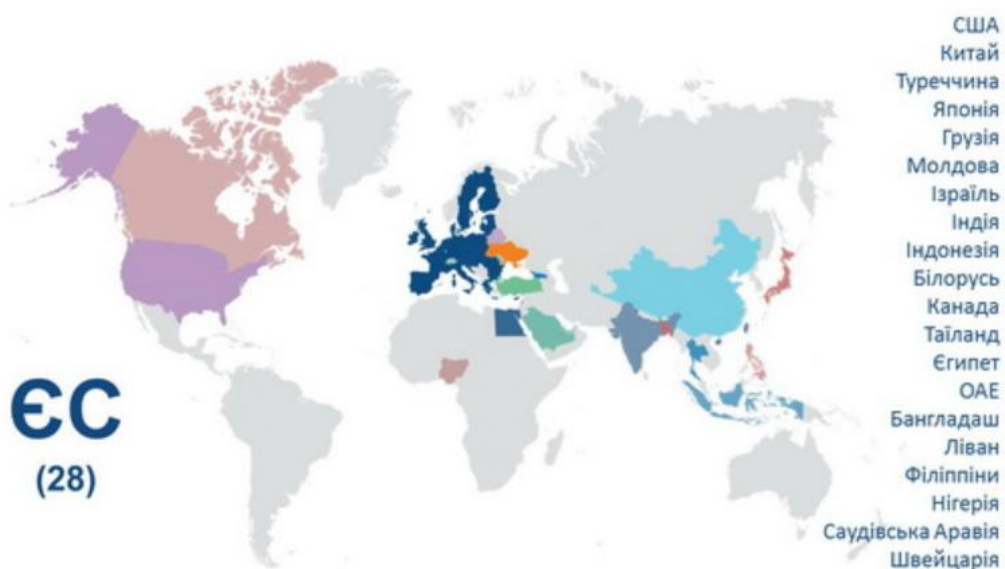 США
Китай
Туреччина
Японія
Грузія
Молдова
Ізраїль
Індія
Індонезія
Білорусь
Канада
Таїланд
Єгипет
ОАЕ
Бангладаш
Ліван
Філіппіни
Нігерія
Саудівська Аравія
Швейцарія
ЄС
(28)